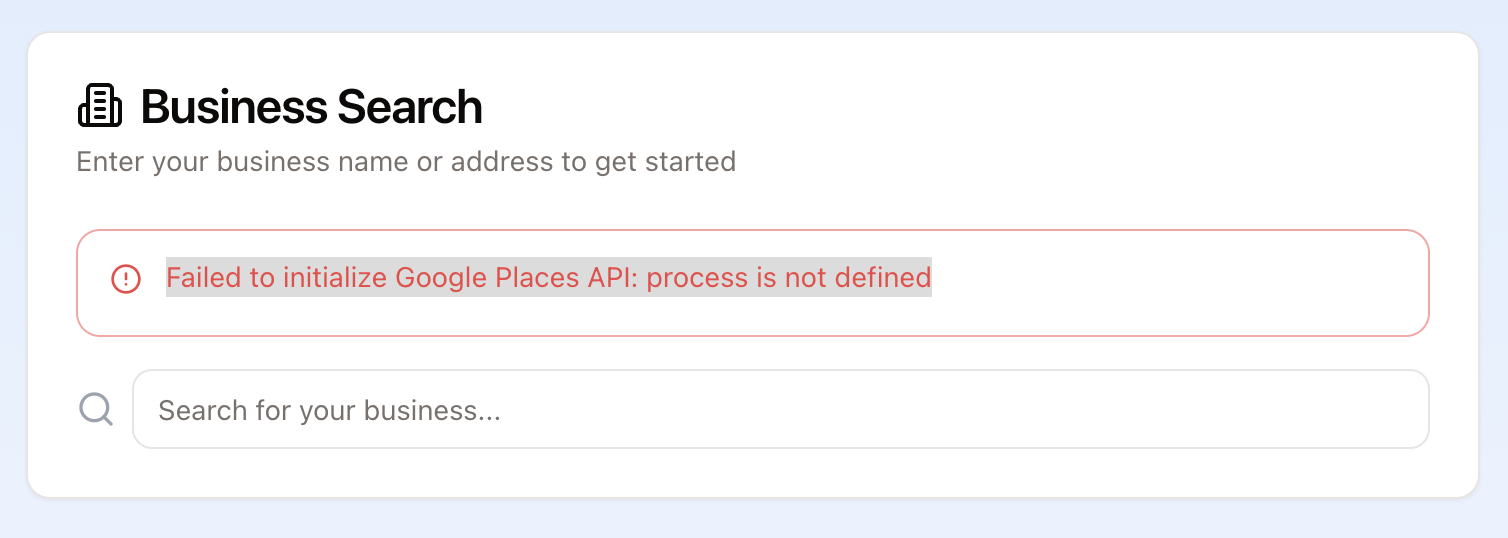 Business Search
Enter your business name or address to get started
Failed to initialize Google Places API: process is not defined
Search for your business...